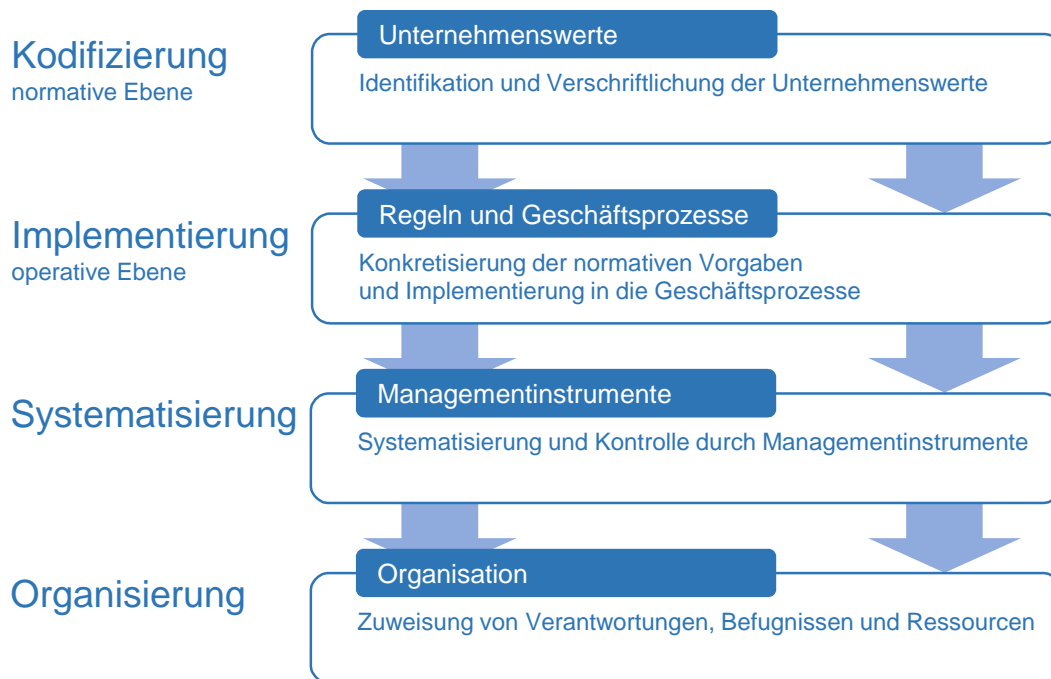 Kodifizierung
normative Ebene
Unternehmenswerte
Identifikation und Verschriftlichung der Unternehmenswerte
Implementierung
operative Ebene
Regeln und Geschäftsprozesse
Konkretisierung der normativen Vorgaben
und Implementierung in die Geschäftsprozesse
Systematisierung
Managementinstrumente
Systematisierung und Kontrolle durch Managementinstrumente
Organisierung
Organisation
Zuweisung von Verantwortungen, Befugnissen und Ressourcen